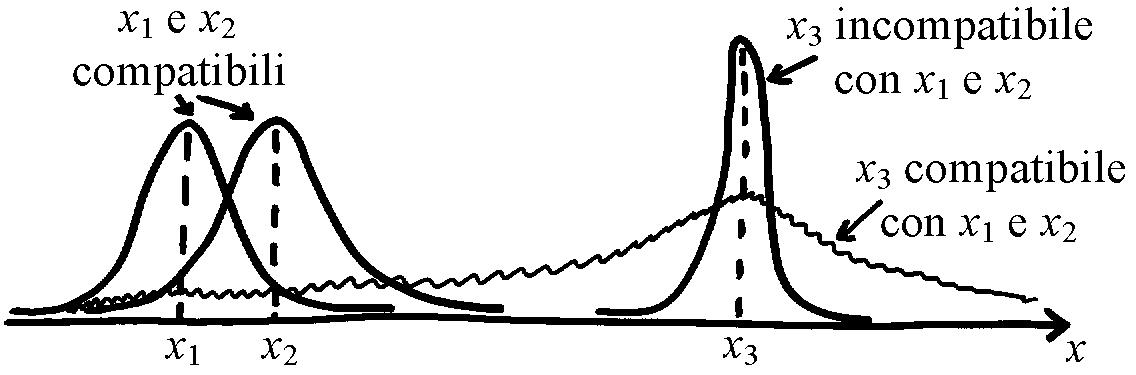 x₁ e x₂
compatibili
x₃ incompatibile
con x₁ e x₂
x₃ compatibile
con x₁ e x₂
x₁
x₂
x₃
x